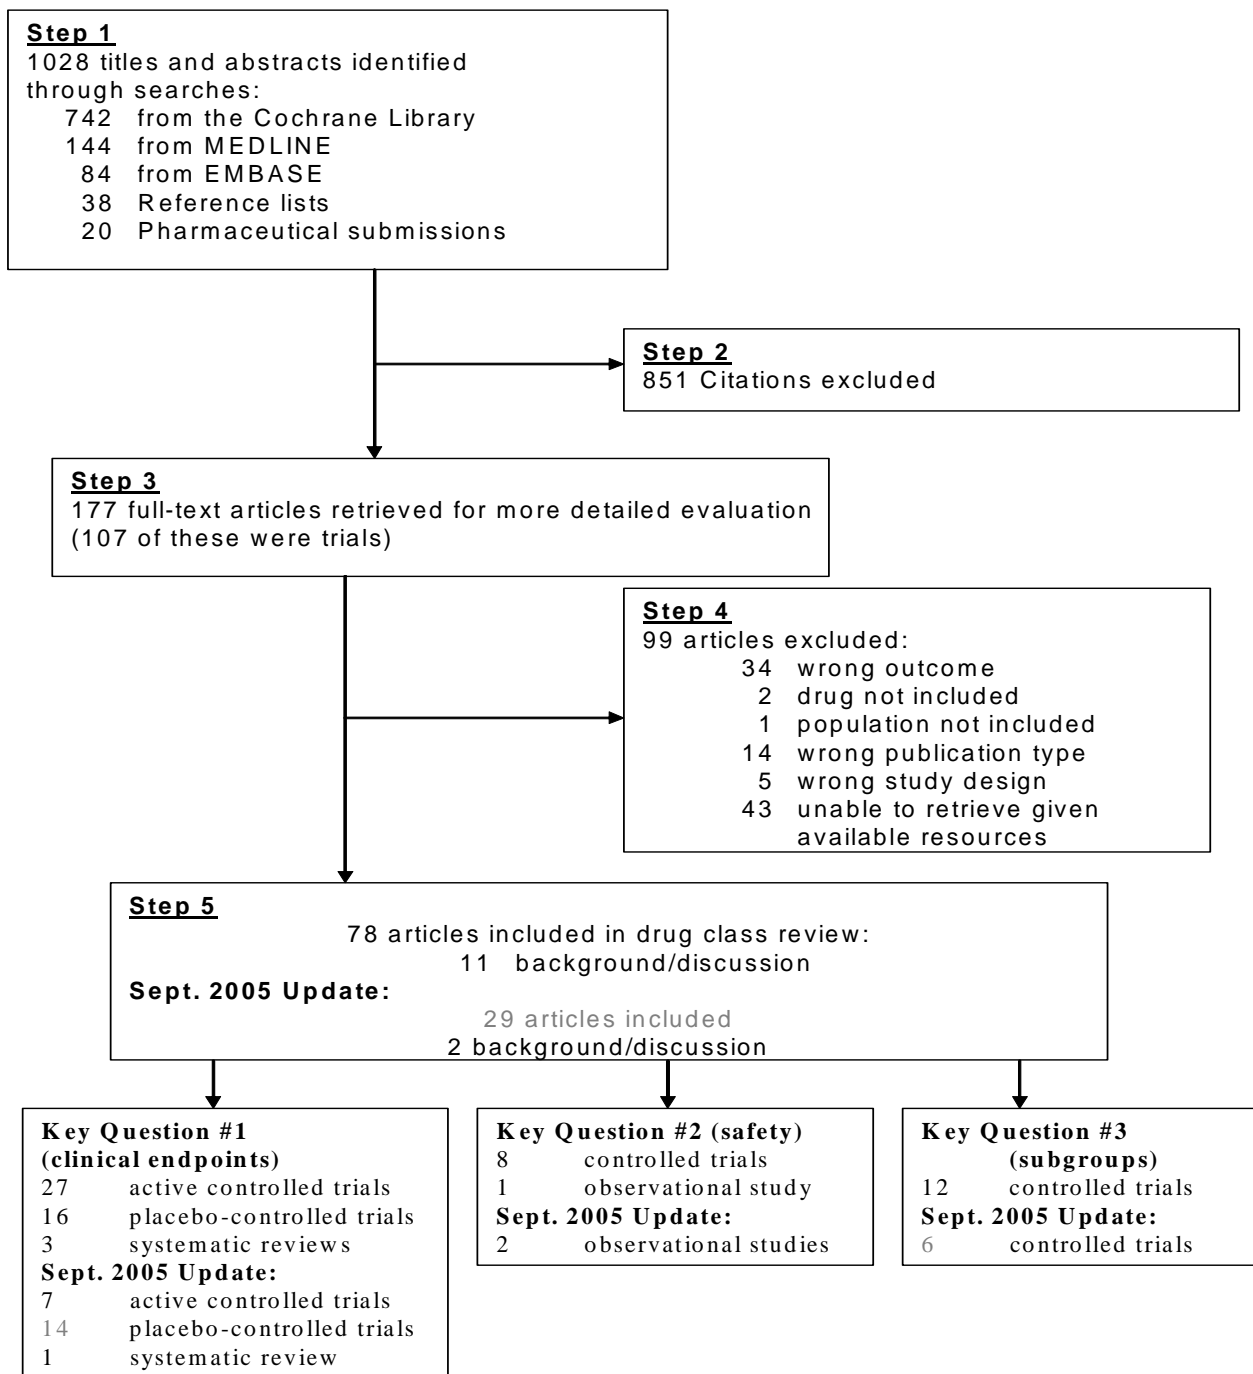 Step 1
1028 titles and abstracts identified
through searches:
742 from the Cochrane Library
144 from MEDLINE
84 from EMBASE
38 Reference lists
20 Pharmaceutical submissions
Step 2
851 Citations excluded
Step 3
177 full-text articles retrieved for more detailed evaluation
(107 of these were trials)
Step 4
99 articles excluded:
34 wrong outcome
2 drug not included
1 population not included
14 wrong publication type
5 wrong study design
43 unable to retrieve given
available resources
Step 5
78 articles included in drug class review:
11 background/discussion
Sept. 2005 Update:
29 articles included
2 background/discussion
Key Question #1
(clinical endpoints)
27 active controlled trials
16 placebo-controlled trials
3 systematic reviews
Sept. 2005 Update:
7 active controlled trials
14 placebo-controlled trials
1 systematic review
Key Question #2 (safety)
8 controlled trials
1 observational study
Sept. 2005 Update:
2 observational studies
Key Question #3
(subgroups)
12 controlled trials
Sept. 2005 Update:
6 controlled trials